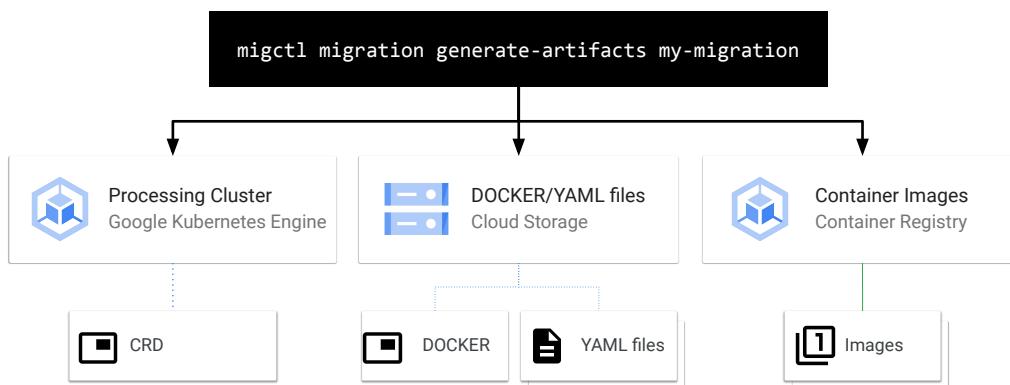 migctl migration generate-artifacts my-migration
Processing Cluster
Google Kubernetes Engine
DOCKER/YAML files
Cloud Storage
Container Images
Container Registry
CRD
DOCKER
YAML files
1
Images